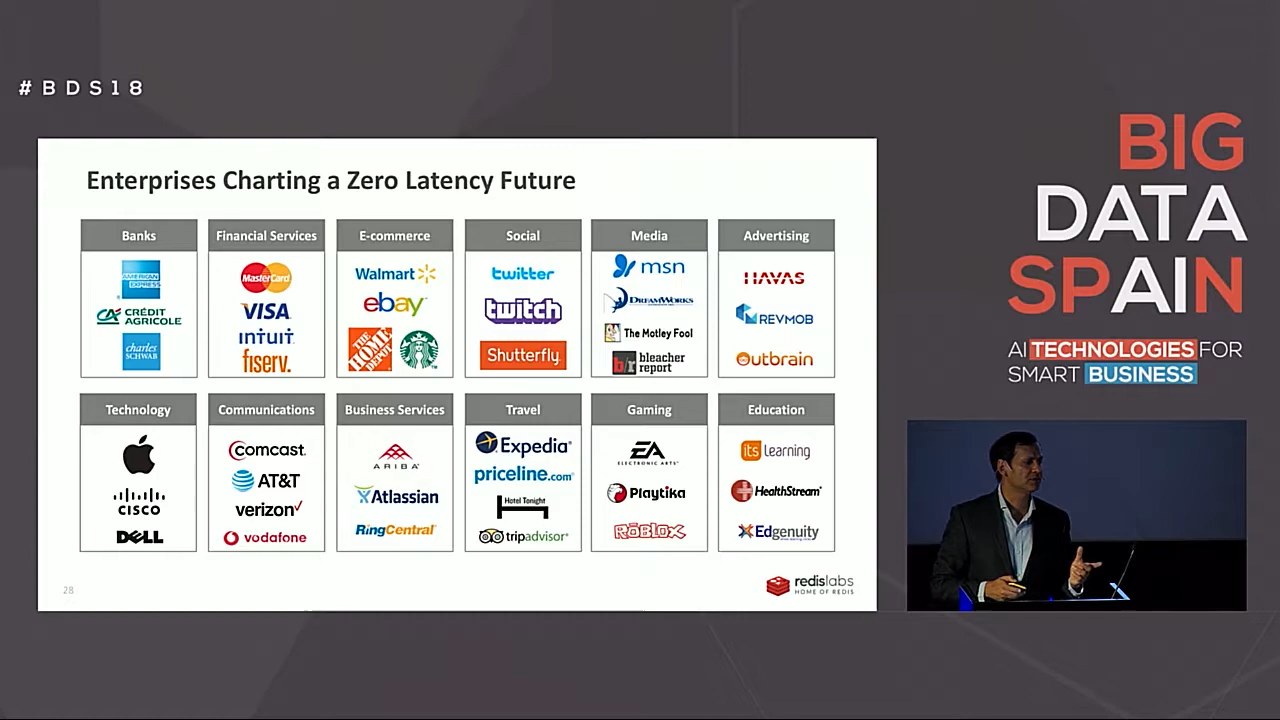 #BDS18
BIG
DATA
SPAIN
AI TECHNOLOGIES FOR
SMART BUSINESS
Enterprises Charting a Zero Latency Future
Banks
AMERICAN
EXPRESS
CA CRÉDIT
AGRICOLE
charles
SCHWAB
Financial Services
MasterCard
VISA
INTUIT
fiserv.
E-commerce
Walmart
ebay
THE
HOME
DEPOT
Social
twitter
twitch
Shutterfly
Media
msn
DREAMWORKS
The Motley Fool
b/r bleacher
report
Advertising
HAVAS
REVMOB
Outbrain
Technology
CISCO
DELL
Communications
Comcast
AT&T
verizon
vodafone
Business Services
ARIBA
Atlassian
RingCentral
Travel
Expedia
priceline.com
Hotel Tonight
tripadvisor
Gaming
EA
ELECTRONIC ARTS
Playtika
ROBLOX
Education
its Learning
HealthStream
Edgenuity
28
redislabs
HOME OF REDIS